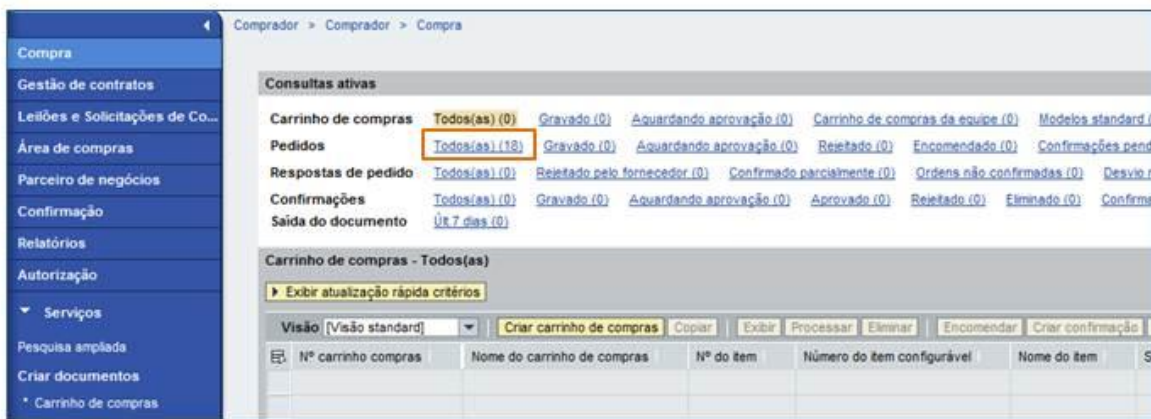 Comprador > Comprador > Compra
Compra
Gestão de contratos
Leilões e Solicitações de Co...
Área de compras
Parceiro de negócios
Confirmação
Relatórios
Autorização
Serviços
Pesquisa ampliada
Criar documentos
Carrinho de compras
Consultas ativas
Carrinho de compras Todos(as) (0) Gravado (0) Aguardando aprovação (0) Carrinho de compras da equipe (0) Modelos standard (
Pedidos Todos(as) (18) Gravado (0) Aguardando aprovação (0) Rejeitado (0) Encomendado (0) Confirmações pend
Respostas de pedido Todos(as) (0) Rejeitado pelo fornecedor (0) Confirmado parcialmente (0) Ordens não confirmadas (0) Desvio
Confirmações Todos(as) (0) Gravado (0) Aguardando aprovação (0) Aprovado (0) Rejeitado (0) Eliminado (0) Confirma
Saída do documento Últ.7 dias (0)
Carrinho de compras - Todos(as)
Exibir atualização rápida critérios
Visão [Visão standard] Criar carrinho de compras Copiar Exibir Processar Eliminar Encomendar Criar confirmação
Nº carrinho compras Nome do carrinho de compras Nº do item Número do item configurável Nome do item S